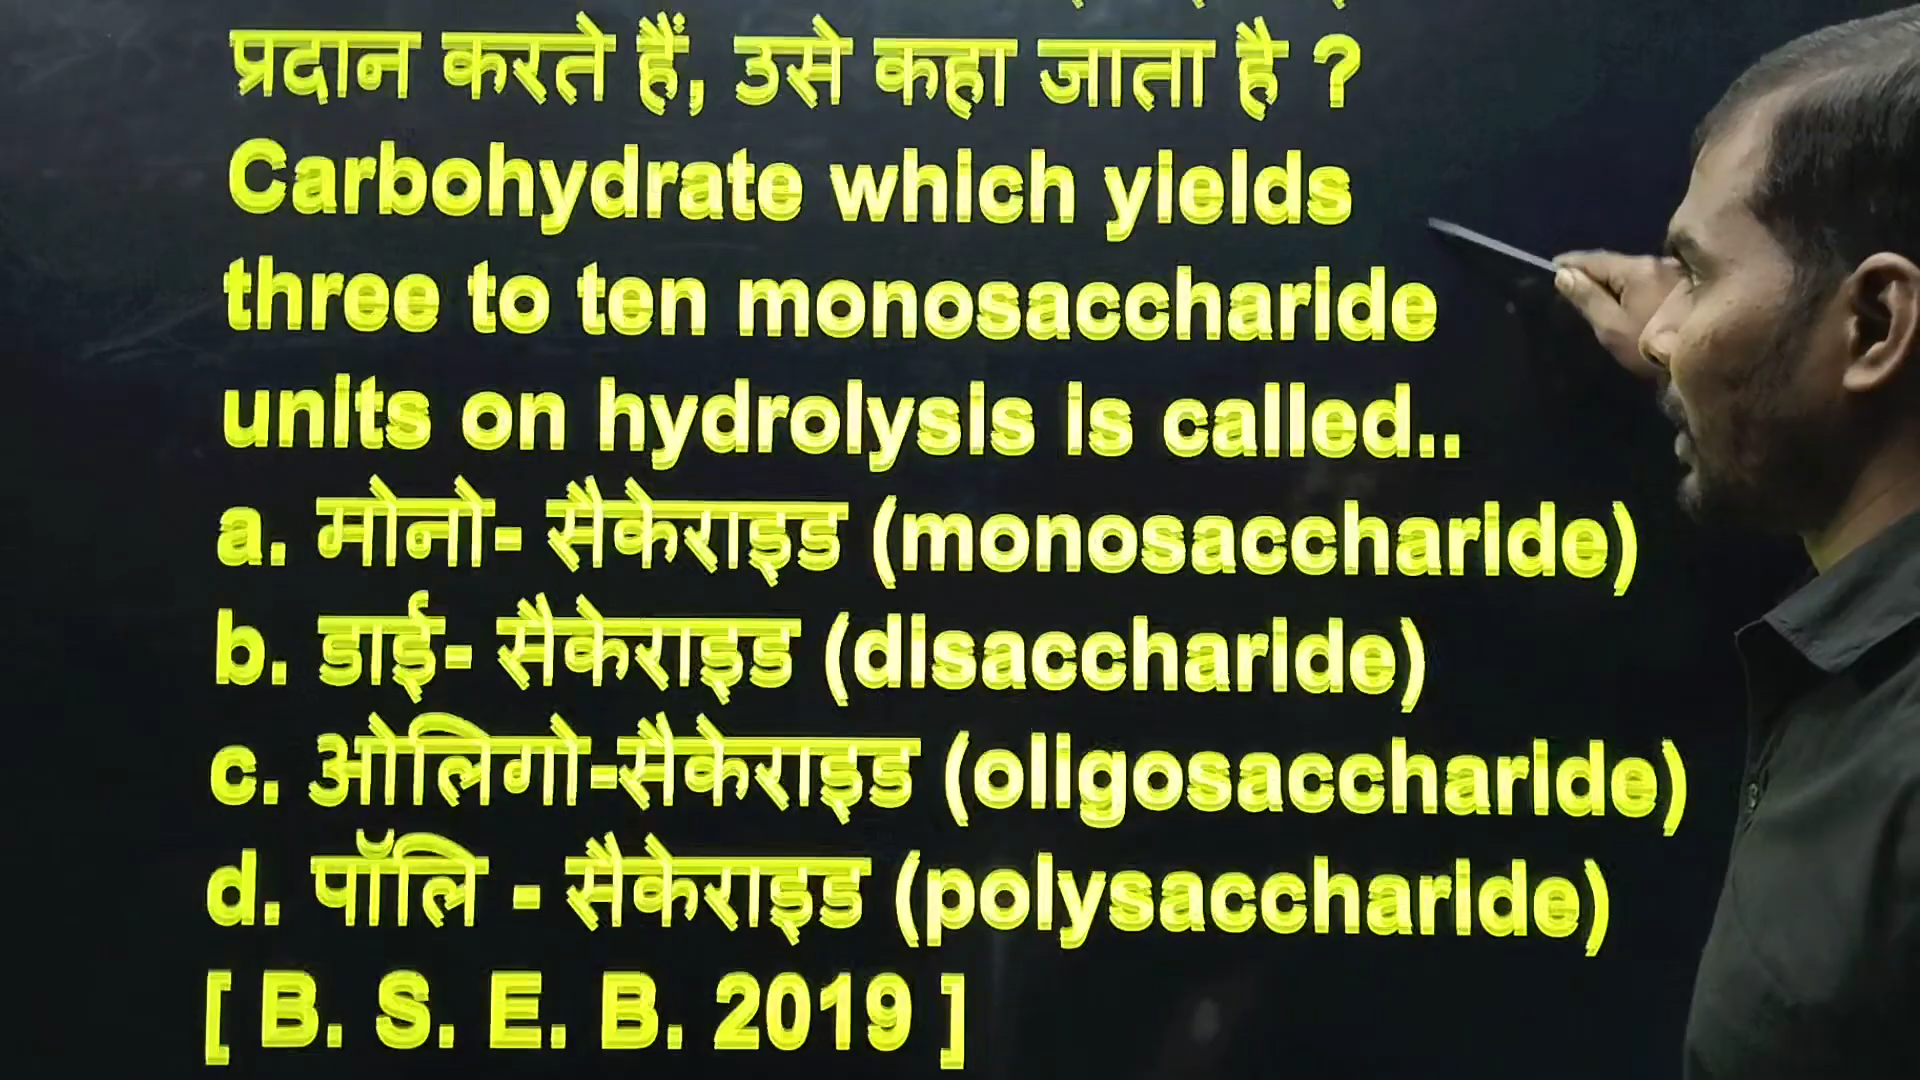 प्रदान करते हैं, उसे कहा जाता है ?
Carbohydrate which yields
three to ten monosaccharide
units on hydrolysis is called..
a. मोनो- सैकेराइड (monosaccharide)
b. डाई- सैकेराइड (disaccharide)
c. ओलिगो-सैकेराइड (oligosaccharide)
d. पॉलि - सैकेराइड (polysaccharide)
[ B. S. E. B. 2019 ]